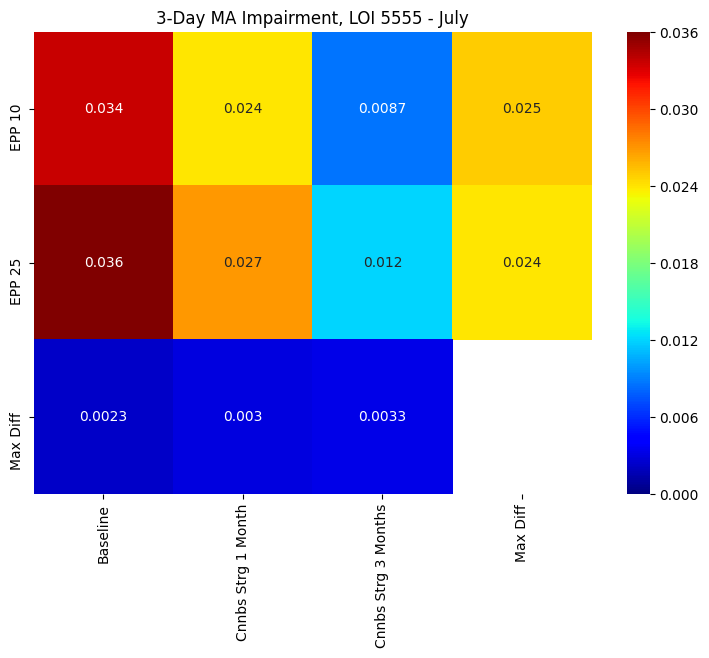 3-Day MA Impairment, LOI 5555 - July
EPP 10
0.034
0.024
0.0087
0.025
EPP 25
0.036
0.027
0.012
0.024
Max Diff
0.0023
0.003
0.0033
Baseline
Cnnbs Strg 1 Month
Cnnbs Strg 3 Months
Max Diff
0.036
0.030
0.024
0.018
0.012
0.006
0.000